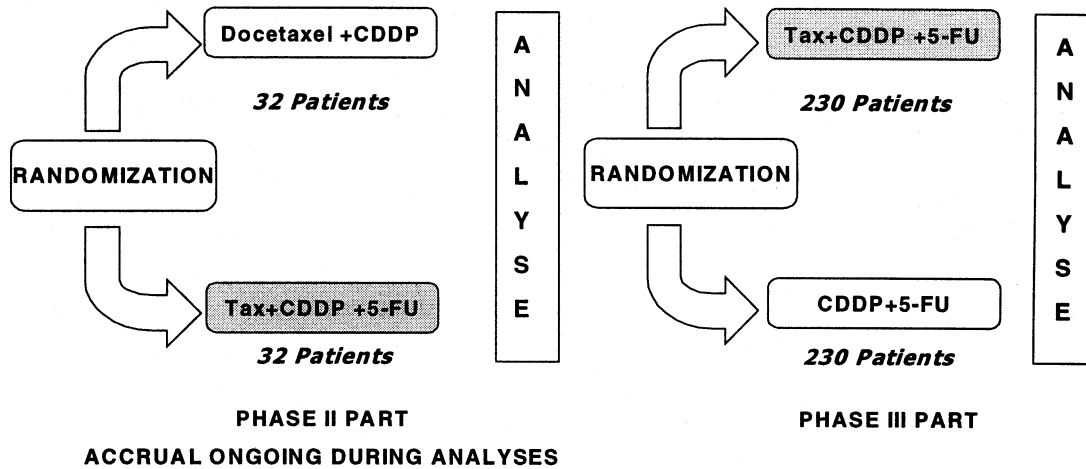 Docetaxel +CDDP
32 Patients
RANDOMIZATION
Tax+CDDP +5-FU
32 Patients
A
N
A
L
Y
S
E
PHASE II PART
ACCRUAL ONGOING DURING ANALYSES
Tax+CDDP +5-FU
230 Patients
RANDOMIZATION
CDDP+5-FU
230 Patients
A
N
A
L
Y
S
E
PHASE III PART